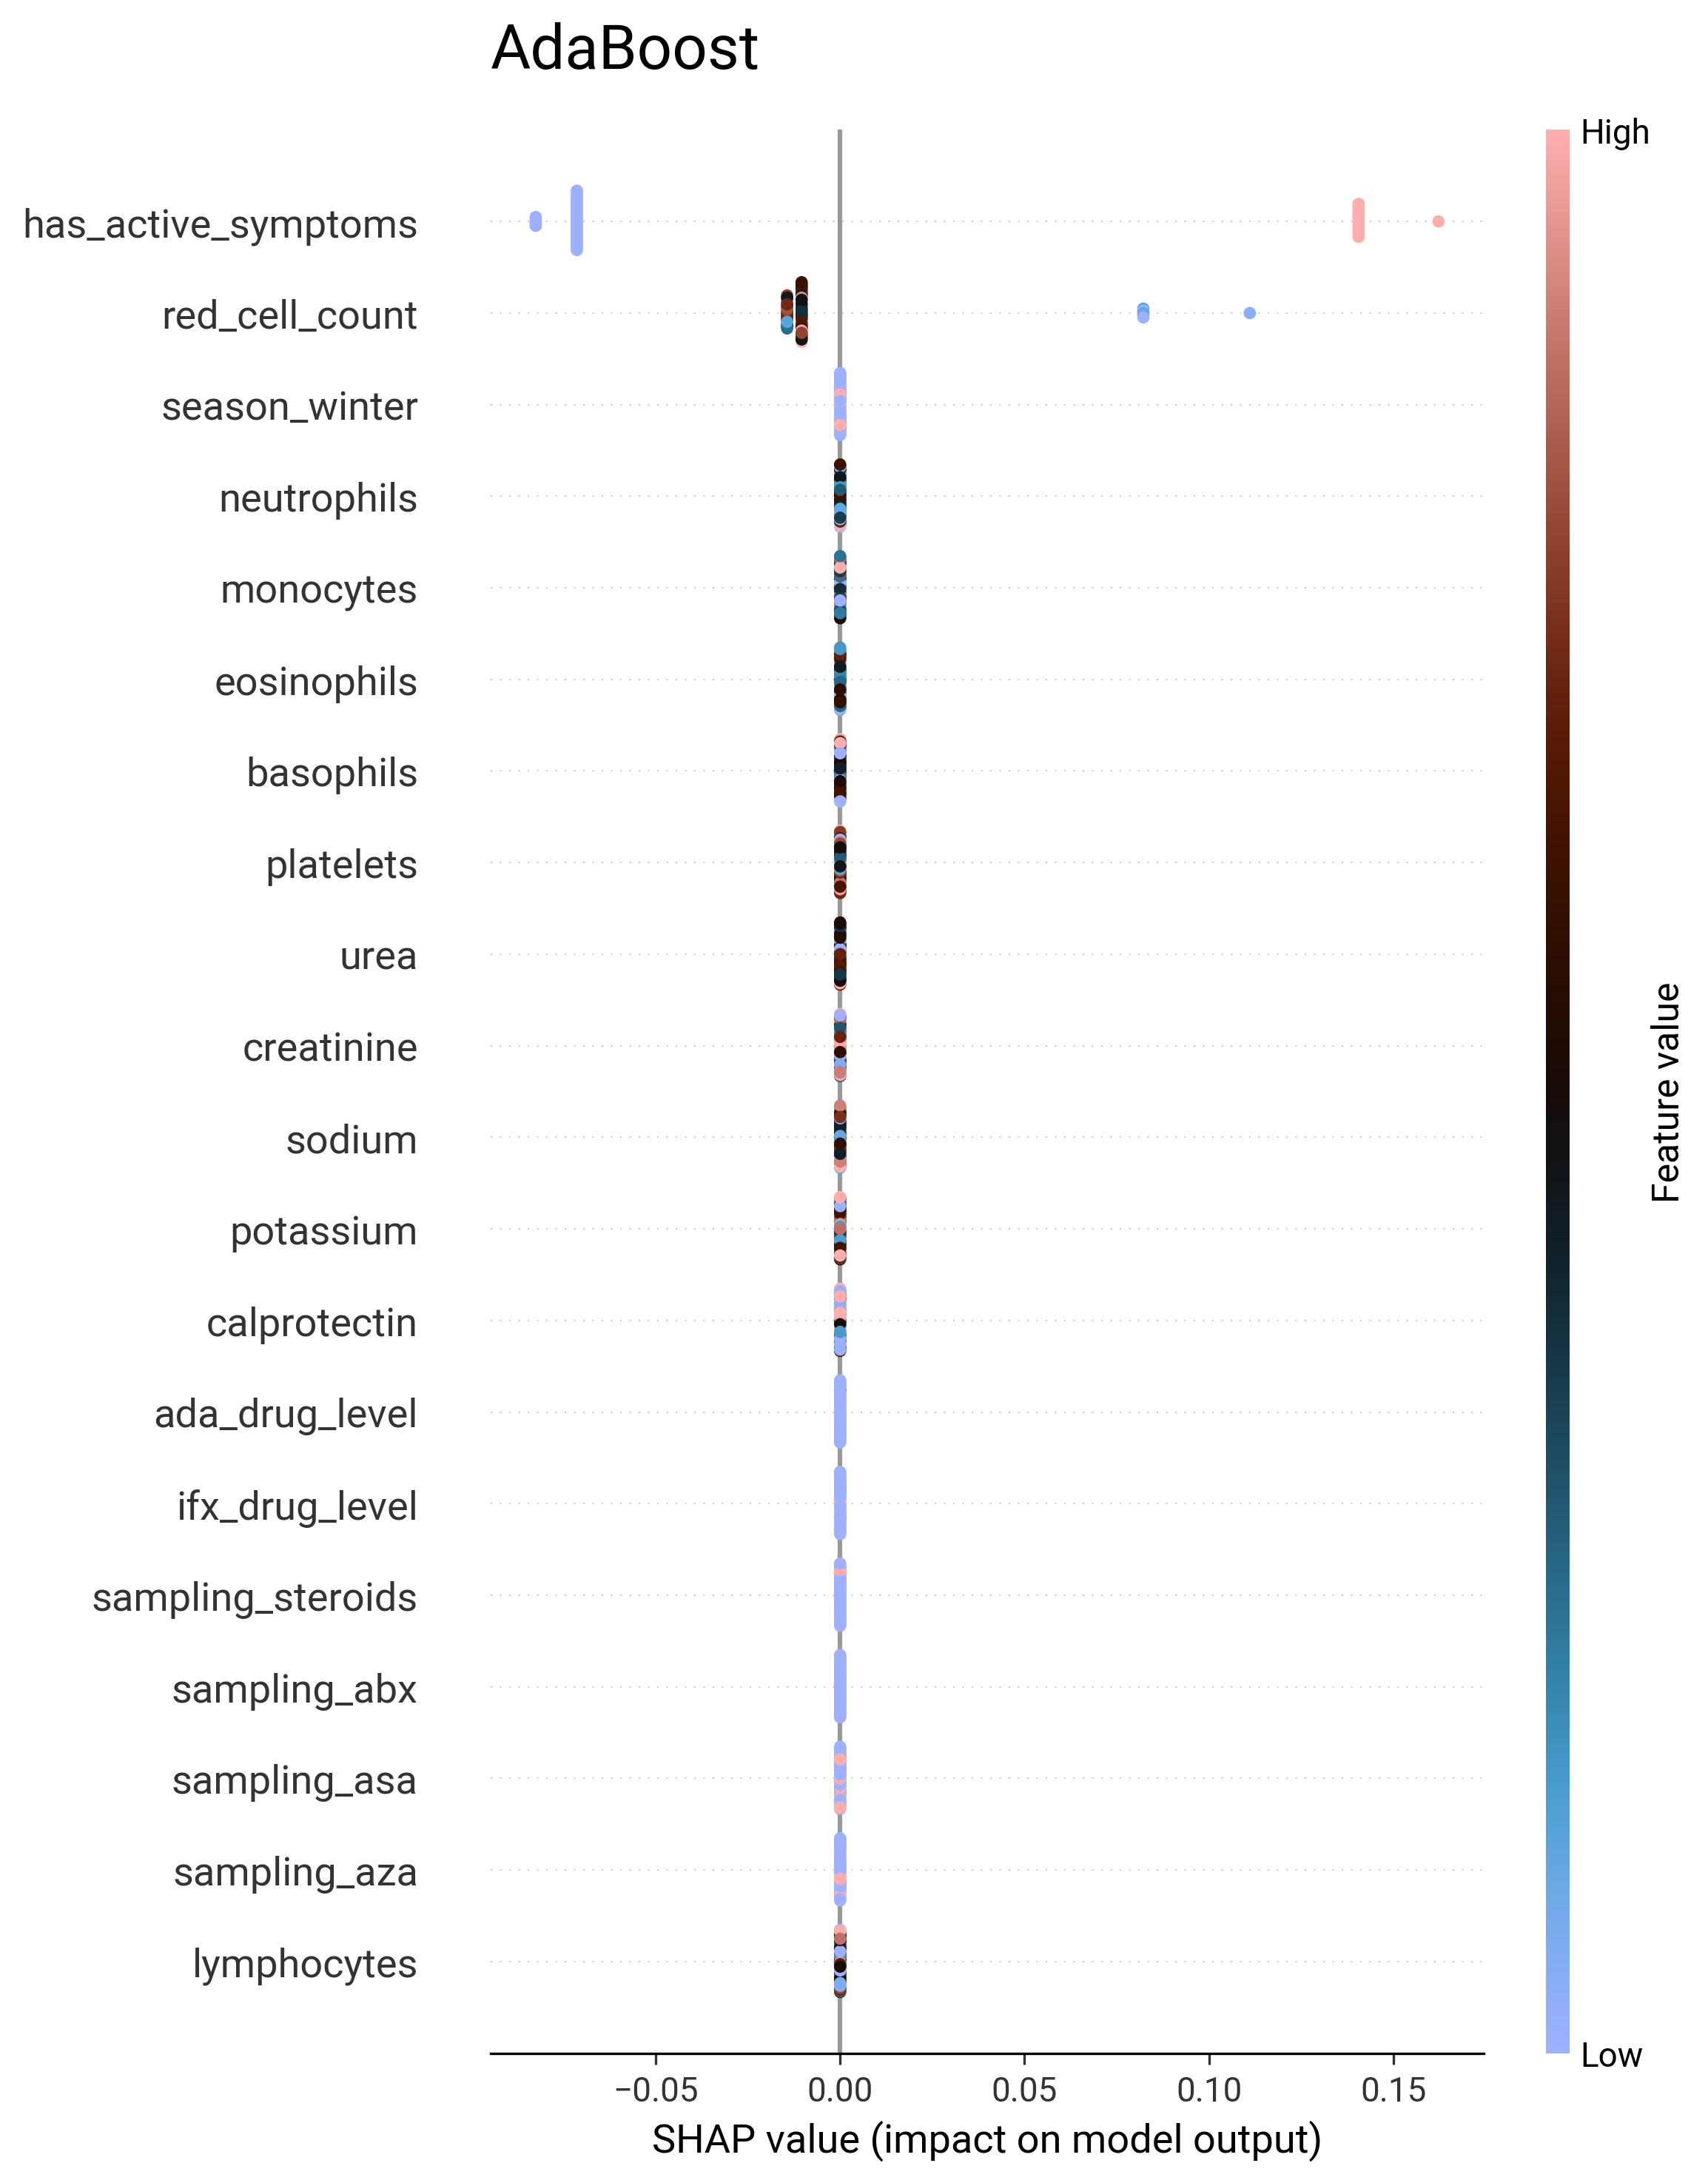 AdaBoost
High
has_active_symptoms
red_cell_count
season_winter
neutrophils
monocytes
eosinophils
basophils
platelets
urea
creatinine
sodium
potassium
calprotectin
ada_drug_level
ifx_drug_level
sampling_steroids
sampling_abx
sampling_asa
sampling_aza
lymphocytes
Feature value
Low
−0.05 0.00 0.05 0.10 0.15
SHAP value (impact on model output)